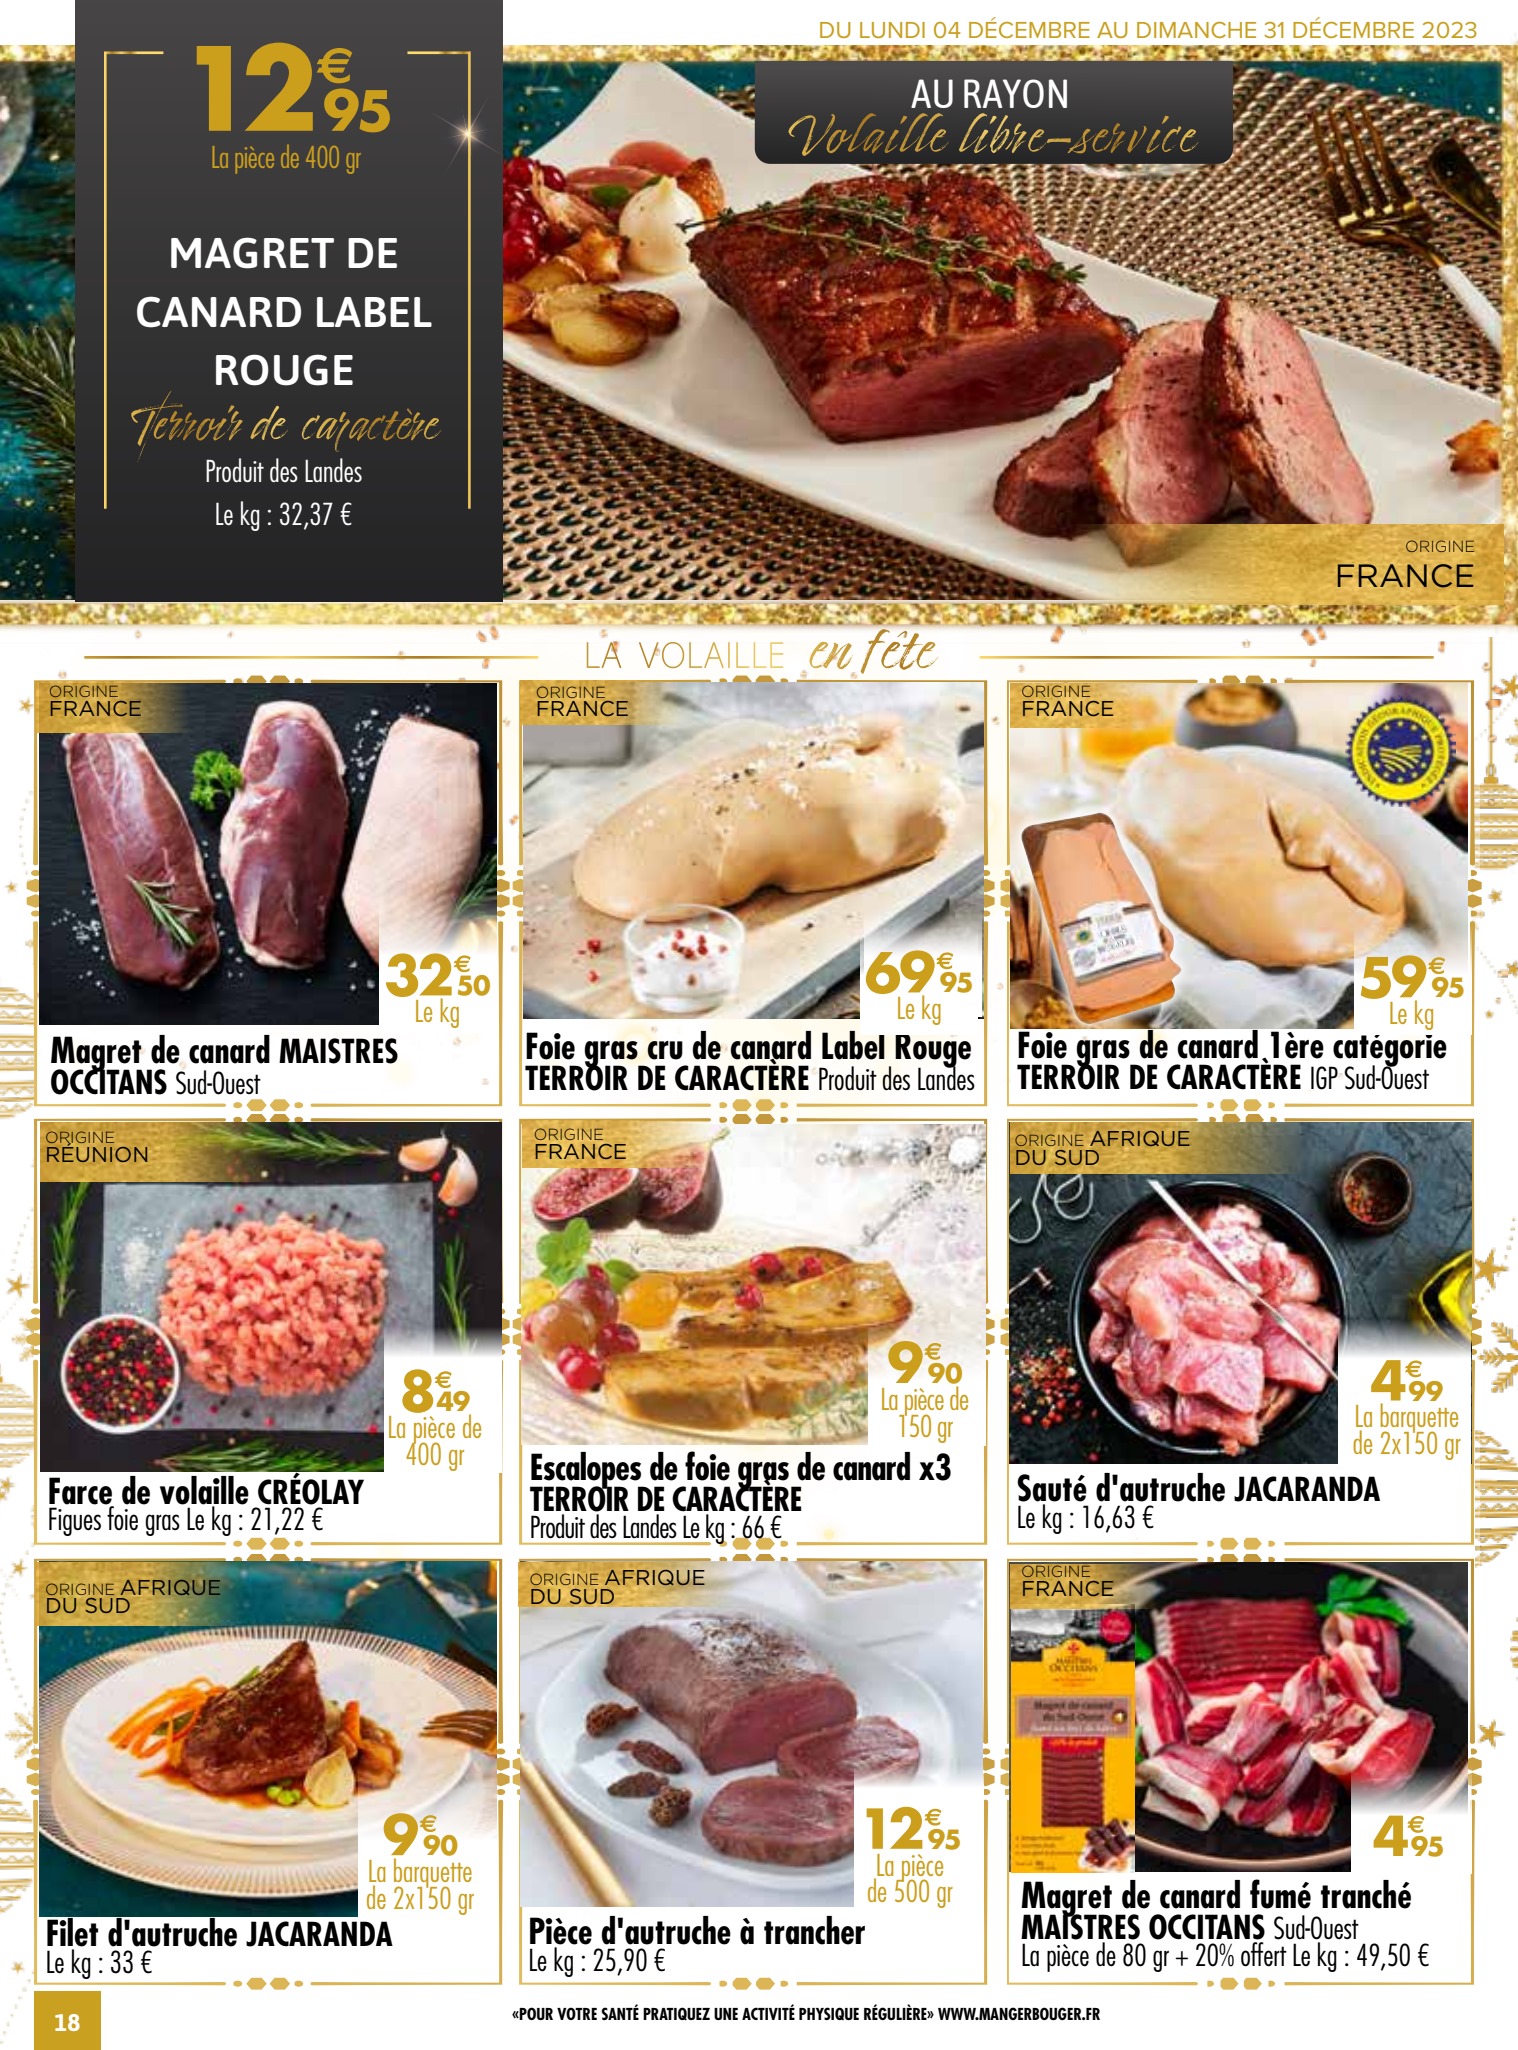 DU LUNDI 04 DÉCEMBRE AU DIMANCHE 31 DÉCEMBRE 2023
12€95
La pièce de 400 gr
MAGRET DE
CANARD LABEL
ROUGE
Terroir de caractère
Produit des Landes
Le kg : 32,37 €
AU RAYON
Volaille libre-service
ORIGINE
FRANCE
LA VOLAILLE en fête
ORIGINE
FRANCE
32€50
Le kg
Magret de canard MAISTRES
OCCITANS Sud-Ouest
ORIGINE
FRANCE
69€95
Le kg
Foie gras cru de canard Label Rouge
TERROIR DE CARACTÈRE Produit des Landes
ORIGINE
FRANCE
INDICATION GÉOGRAPHIQUE PROTÉGÉE
59€95
Le kg
Foie gras de canard 1ère catégorie
TERROIR DE CARACTÈRE IGP Sud-Ouest
ORIGINE
RÉUNION
8€49
La pièce de
400 gr
Farce de volaille CRÉOLAY
Figues foie gras Le kg : 21,22 €
ORIGINE
FRANCE
9€90
La pièce de
150 gr
Escalopes de foie gras de canard x3
TERROIR DE CARACTÈRE
Produit des Landes Le kg : 66 €
ORIGINE AFRIQUE
DU SUD
4€99
La barquette
de 2x150 gr
Sauté d'autruche JACARANDA
Le kg : 16,63 €
ORIGINE AFRIQUE
DU SUD
9€90
La barquette
de 2x150 gr
Filet d'autruche JACARANDA
Le kg : 33 €
ORIGINE AFRIQUE
DU SUD
12€95
La pièce
de 500 gr
Pièce d'autruche à trancher
Le kg : 25,90 €
ORIGINE
FRANCE
MAISTRES
OCCITANS
Magret de canard
du Sud-Ouest
4€95
Magret de canard fumé tranché
MAISTRES OCCITANS Sud-Ouest
La pièce de 80 gr + 20% offert Le kg : 49,50 €
18
«POUR VOTRE SANTÉ PRATIQUEZ UNE ACTIVITÉ PHYSIQUE RÉGULIÈRE» WWW.MANGERBOUGER.FR